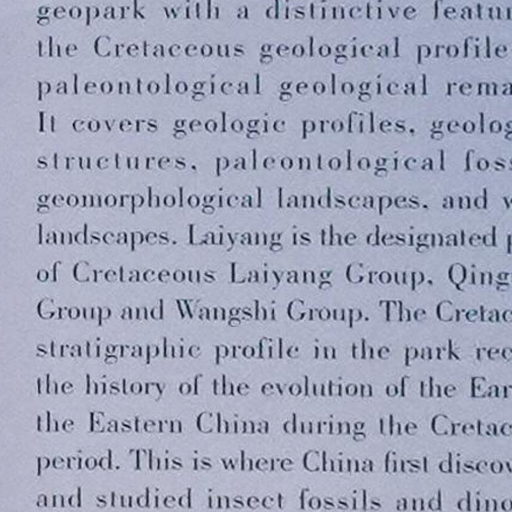 geopark with a distinctive featur
the Cretaceous geological profile
paleontological geological rema
It covers geologic profiles, geolog
structures, paleontological foss
geomorphological landscapes, and w
landscapes. Laiyang is the designated p
of Cretaceous Laiyang Group, Qing
Group and Wangshi Group. The Cretac
stratigraphic profile in the park rec
the history of the evolution of the Ear
the Eastern China during the Cretac
period. This is where China first discov
and studied insect fossils and dino